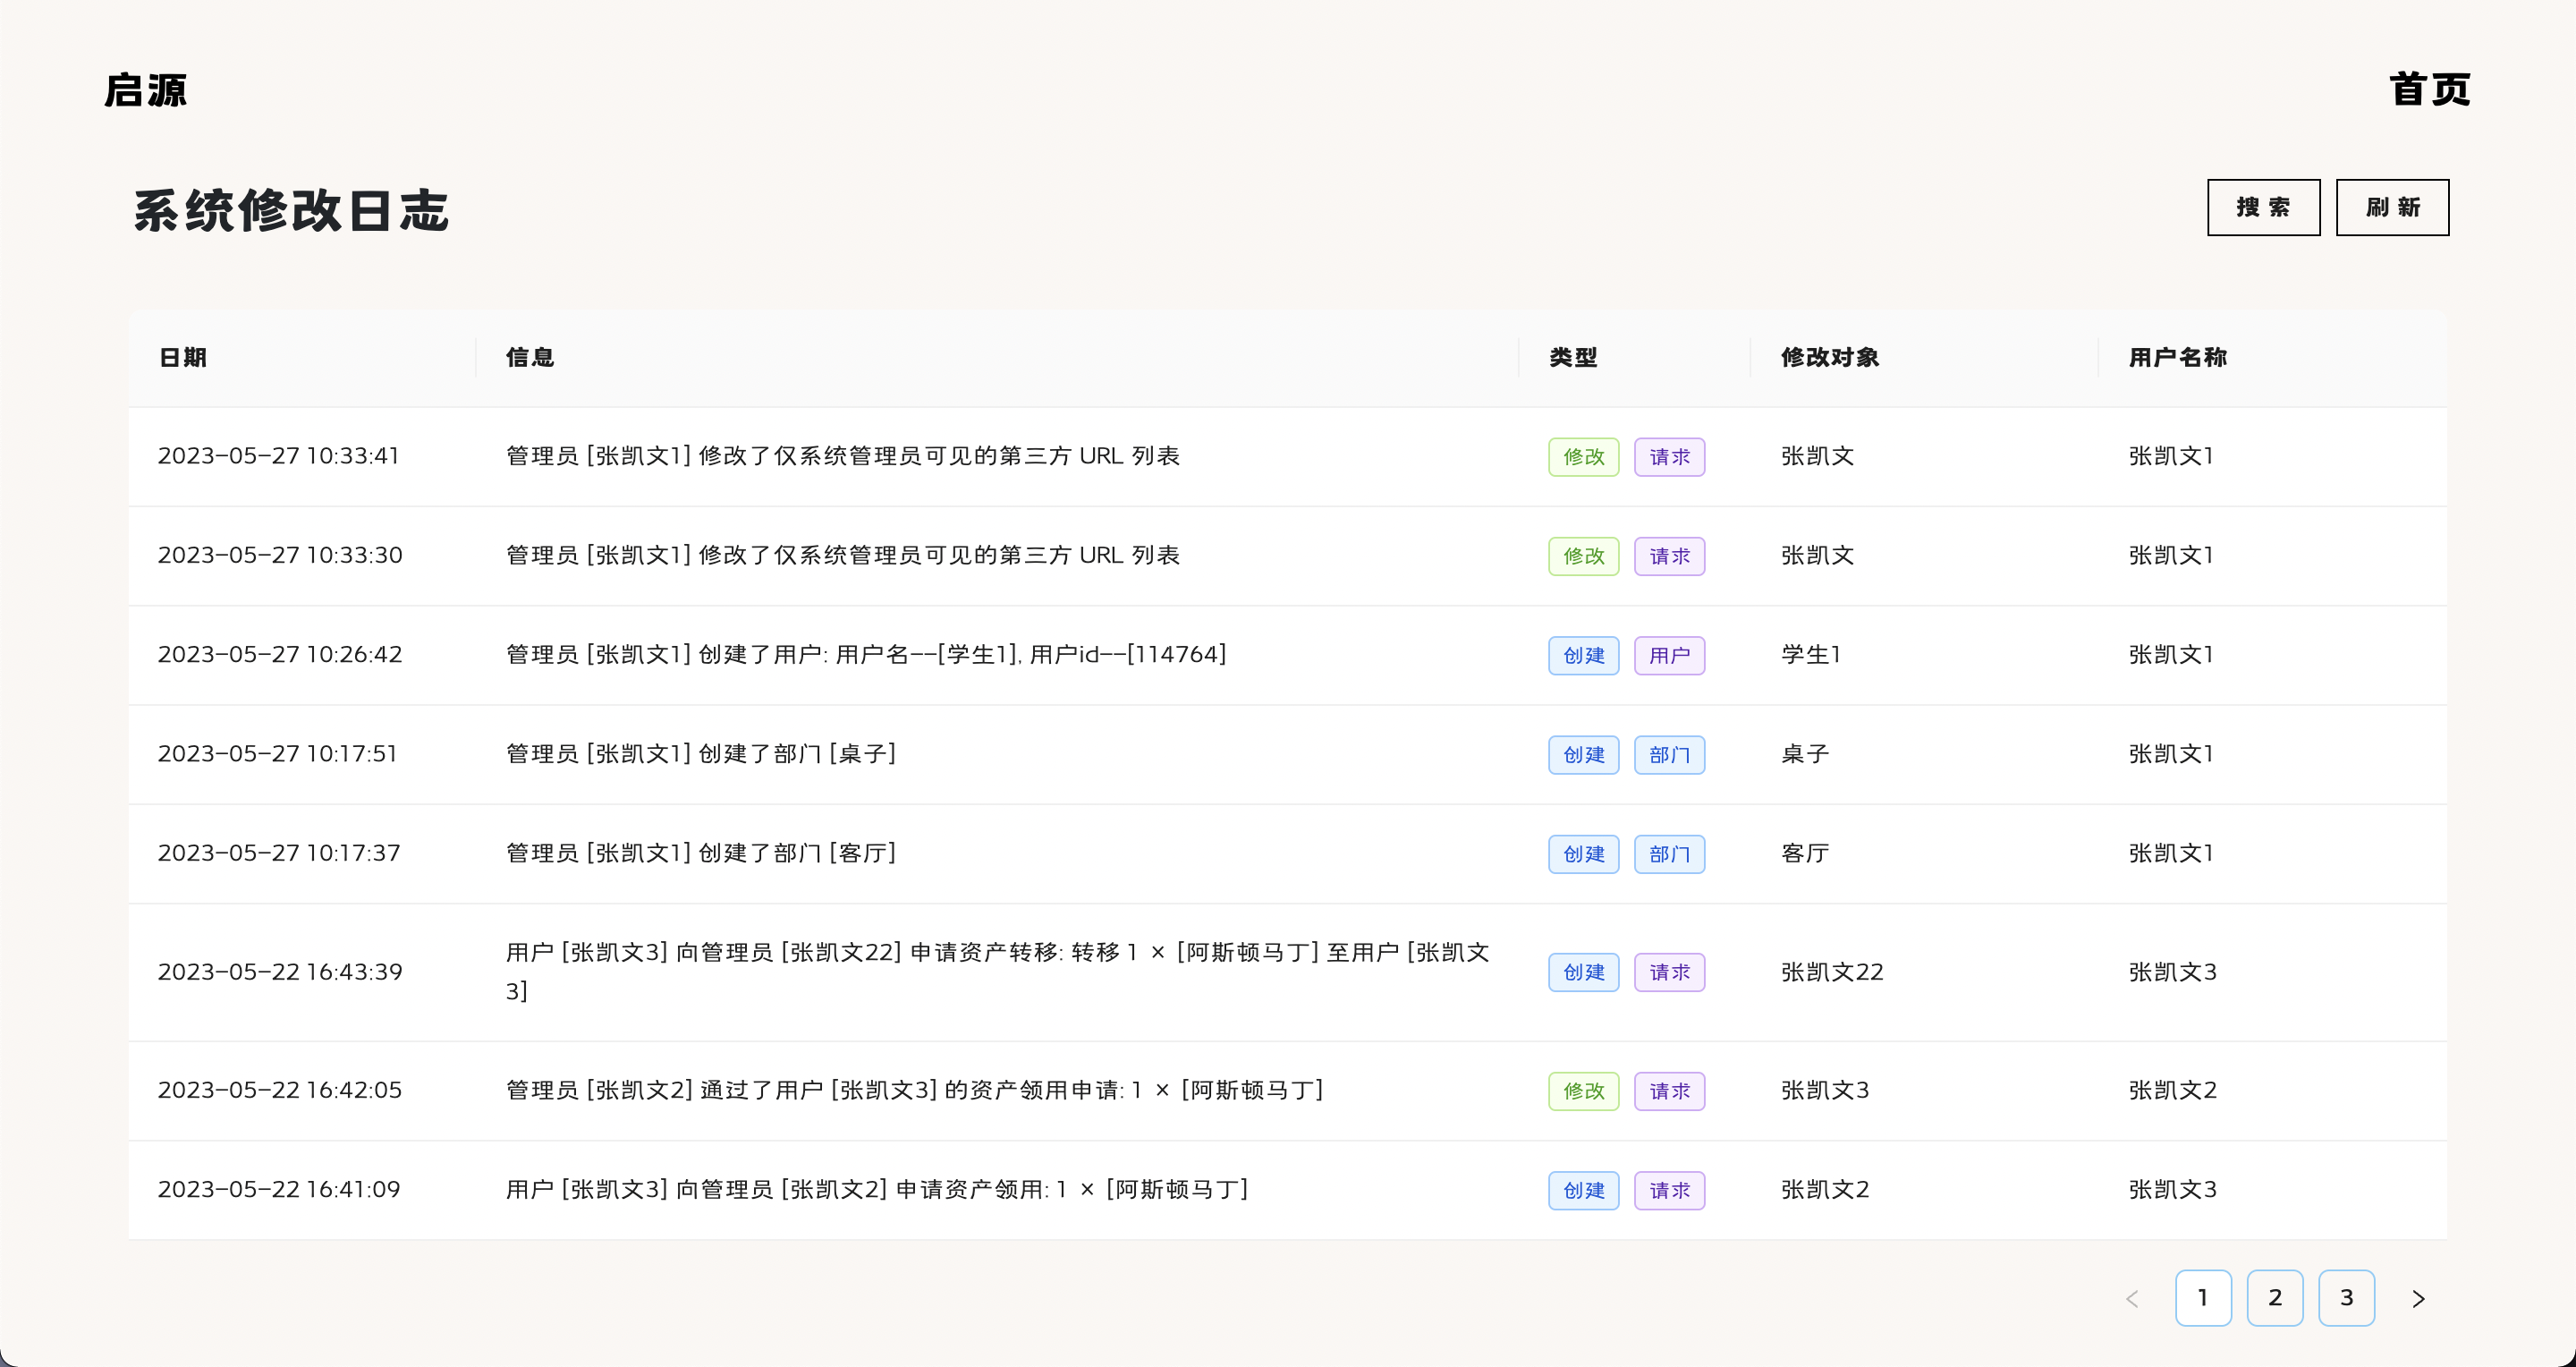 启源 首页
系统修改日志 搜 索 刷 新
日期 信息 类型 修改对象 用户名称
2023-05-27 10:33:41 管理员 [张凯文1] 修改了仅系统管理员可见的第三方 URL 列表 修改 请求 张凯文 张凯文1
2023-05-27 10:33:30 管理员 [张凯文1] 修改了仅系统管理员可见的第三方 URL 列表 修改 请求 张凯文 张凯文1
2023-05-27 10:26:42 管理员 [张凯文1] 创建了用户: 用户名--[学生1], 用户id--[114764] 创建 用户 学生1 张凯文1
2023-05-27 10:17:51 管理员 [张凯文1] 创建了部门 [桌子] 创建 部门 桌子 张凯文1
2023-05-27 10:17:37 管理员 [张凯文1] 创建了部门 [客厅] 创建 部门 客厅 张凯文1
2023-05-22 16:43:39 用户 [张凯文3] 向管理员 [张凯文22] 申请资产转移: 转移 1 × [阿斯顿马丁] 至用户 [张凯文
3] 创建 请求 张凯文22 张凯文3
2023-05-22 16:42:05 管理员 [张凯文2] 通过了用户 [张凯文3] 的资产领用申请: 1 × [阿斯顿马丁] 修改 请求 张凯文3 张凯文2
2023-05-22 16:41:09 用户 [张凯文3] 向管理员 [张凯文2] 申请资产领用: 1 × [阿斯顿马丁] 创建 请求 张凯文2 张凯文3
< 1 2 3 >